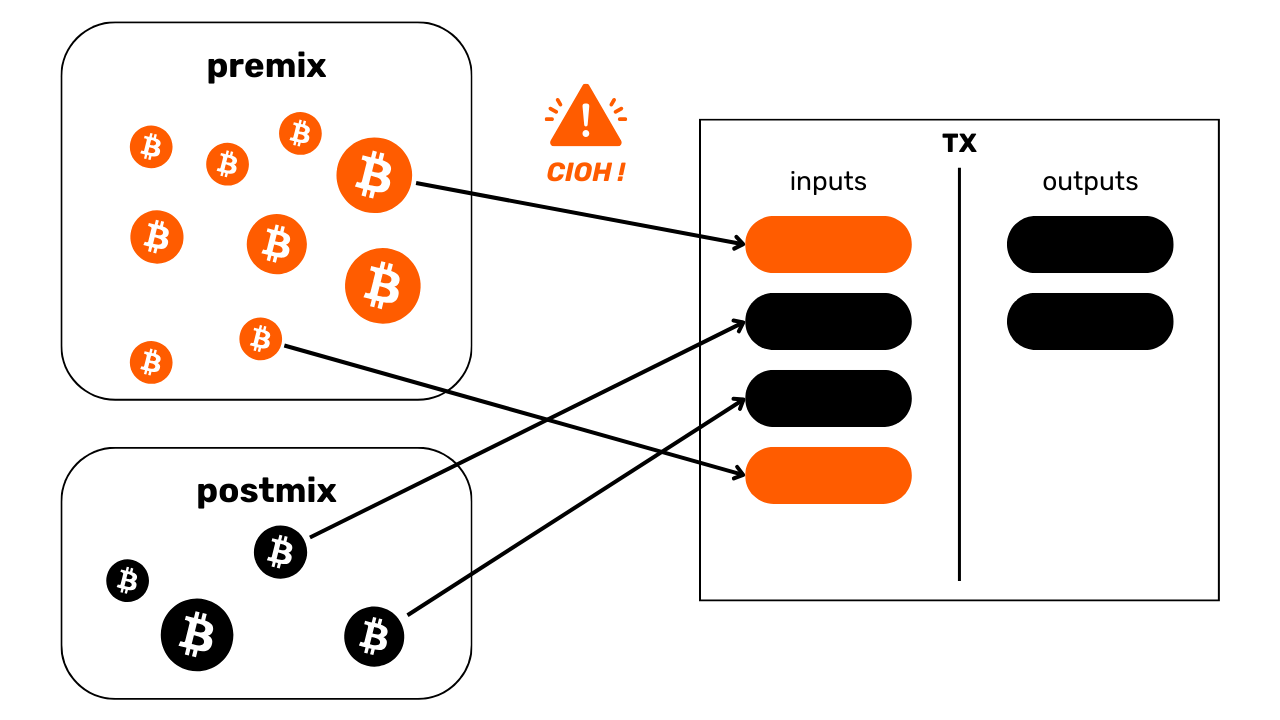 premix
CIOH !
TX
inputs
outputs
postmix